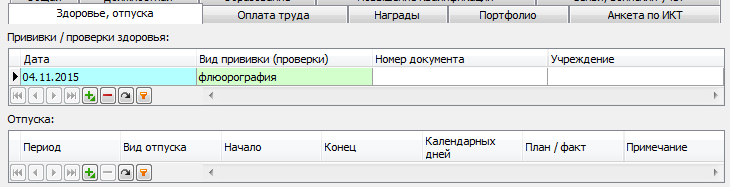 Здоровье, отпуска
Оплата труда
Награды
Портфолио
Анкета по ИКТ
Прививки / проверки здоровья:
Дата
Вид прививки (проверки)
Номер документа
Учреждение
04.11.2015
флюорография
Отпуска:
Период
Вид отпуска
Начало
Конец
Календарных
дней
План / факт
Примечание